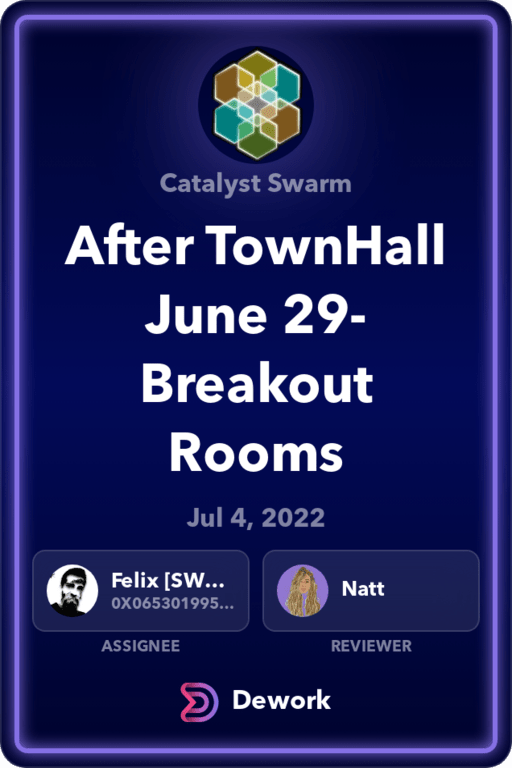 Catalyst Swarm
After TownHall
June 29-
Breakout
Rooms
Jul 4, 2022
Felix [SW...
0X065301995...
Natt
ASSIGNEE
REVIEWER
Dework